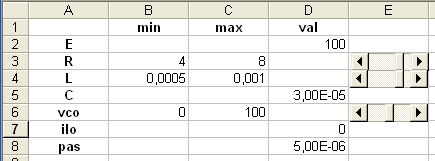 A B C D E
1 min max val
2 E 100
3 R 4 8
4 L 0,0005 0,001
5 C 3,00E-05
6 vco 0 100
7 ilo 0
8 pas 5,00E-06